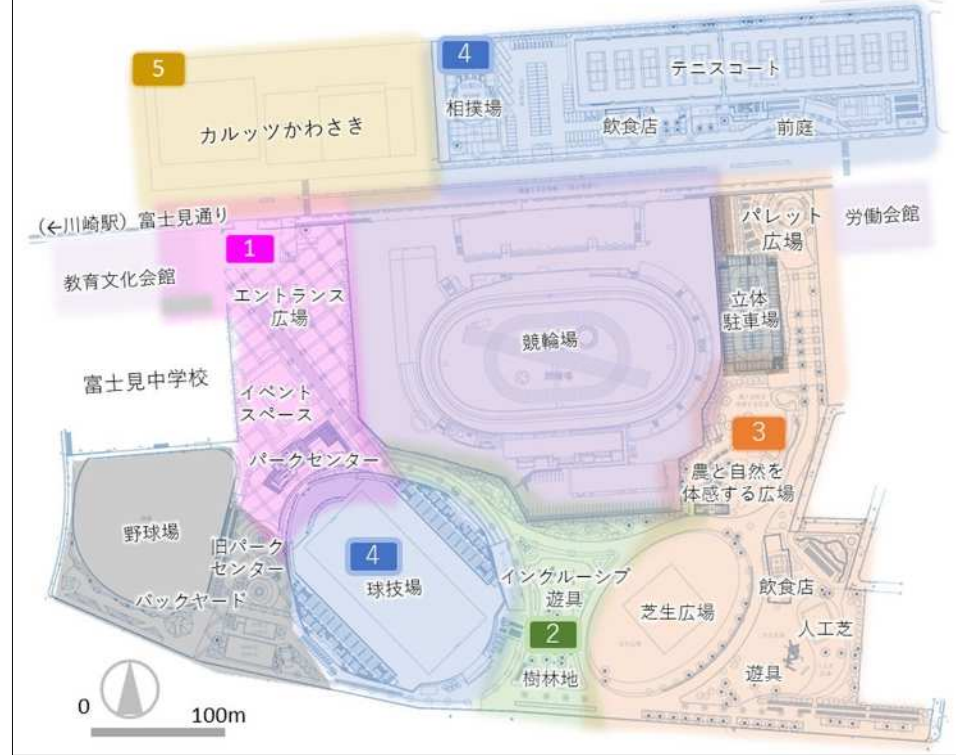 5
4
テニスコート
相撲場
カルッツかわさき
飲食店
前庭
(←川崎駅) 富士見通り
パレット
広場
労働会館
1
教育文化会館
エントランス
広場
立体
駐車場
競輪場
富士見中学校
イベント
スペース
3
パークセンター
農と自然を
体感する広場
野球場
旧パーク
センター
4
球技場
インクルーシブ
遊具
飲食店
バックヤード
芝生広場
2
人工芝
樹林地
遊具
0
100m